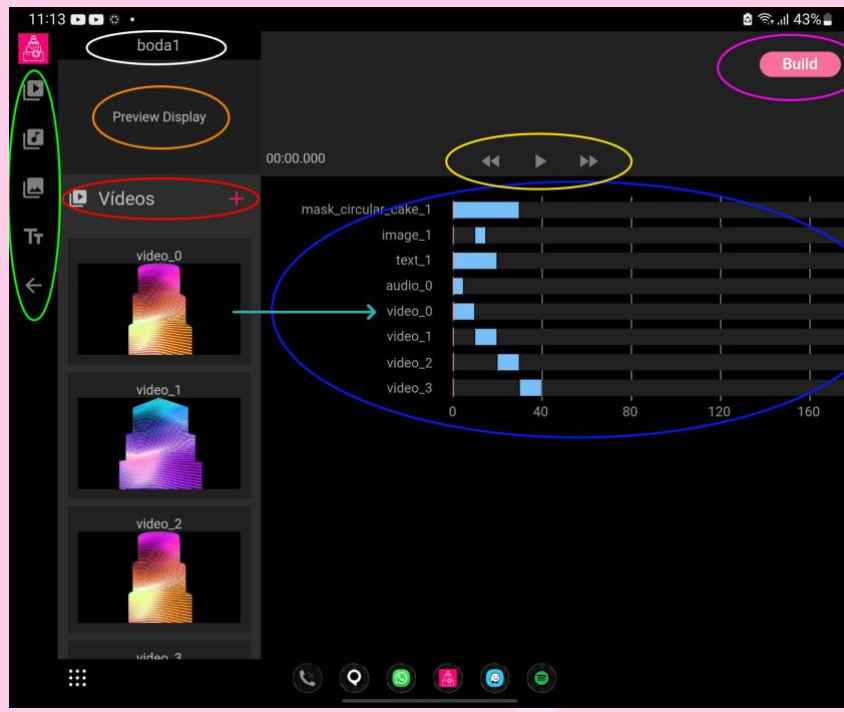 11:13
43%
boda1
Build
Preview Display
00:00.000
Vídeos
+
mask_circular_cake_1
image_1
text_1
audio_0
video_0
video_1
video_2
video_3
0 40 80 120 160
TT
video_0
video_1
video_2
video_3